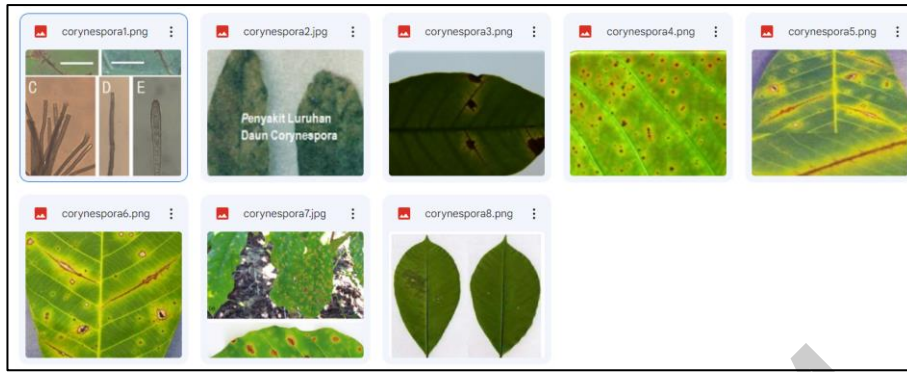 corynespora1.png
corynespora2.jpg
corynespora3.png
corynespora4.png
corynespora5.png
C
D
E
Penyakit Luruhan
Daun Corynespora
corynespora6.png
corynespora7.jpg
corynespora8.png